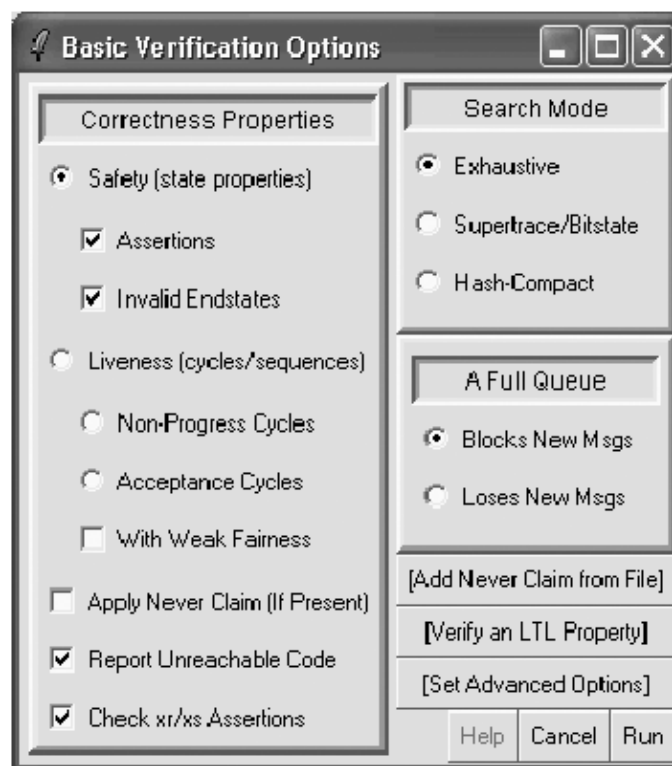 Basic Verification Options
Correctness Properties
Safety (state properties)
Assertions
Invalid Endstates
Liveness (cycles/sequences)
Non-Progress Cycles
Acceptance Cycles
With Weak Fairness
Apply Never Claim (If Present)
Report Unreachable Code
Check xr/xs Assertions
Search Mode
Exhaustive
Supertrace/Bitstate
Hash-Compact
A Full Queue
Blocks New Msgs
Loses New Msgs
[Add Never Claim from File]
[Verify an LTL Property]
[Set Advanced Options]
Help Cancel Run